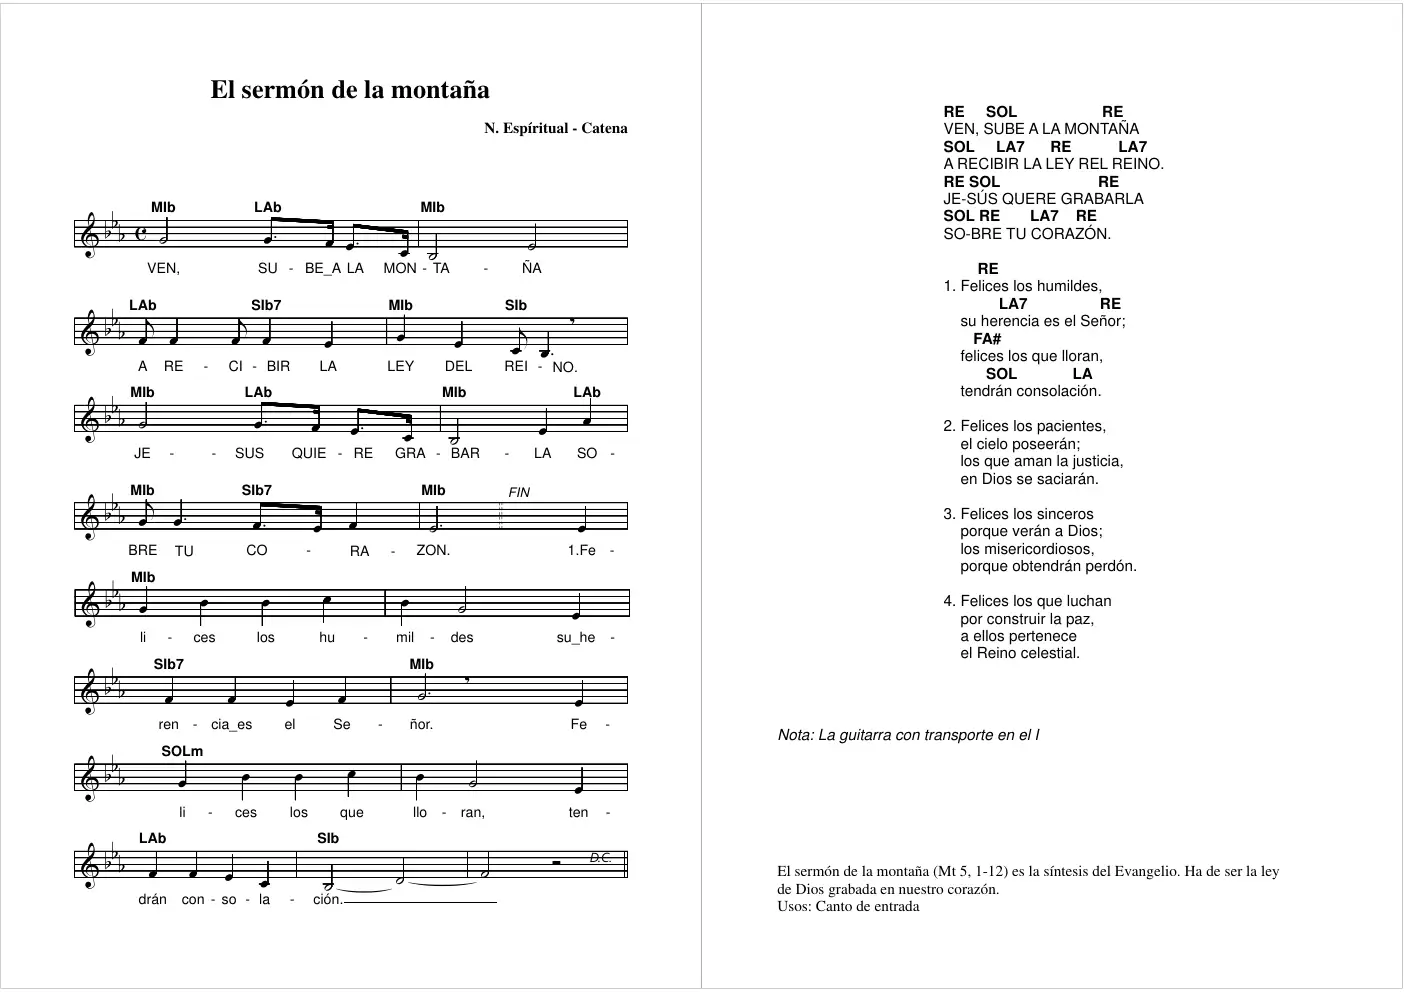 El sermón de la montaña
N. Espíritual - Catena
MIb LAb MIb
VEN, SU - BE_A LA MON - TA - ÑA
LAb SIb7 MIb SIb
A RE - CI - BIR LA LEY DEL REI - NO.
MIb LAb MIb LAb
JE - - SUS QUIE - RE GRA - BAR - LA SO -
MIb SIb7 MIb FIN
BRE TU CO - RA - ZON. 1.Fe -
MIb
li - ces los hu - mil - des su_he -
SIb7 MIb
ren - cia_es el Se - ñor. Fe -
SOLm
li - ces los que llo - ran, ten -
LAb SIb D.C.
drán con - so - la - ción.
RE SOL RE
VEN, SUBE A LA MONTAÑA
SOL LA7 RE LA7
A RECIBIR LA LEY REL REINO.
RE SOL RE
JE-SÚS QUERE GRABARLA
SOL RE LA7 RE
SO-BRE TU CORAZÓN.
RE
1. Felices los humildes,
LA7 RE
su herencia es el Señor;
FA#
felices los que lloran,
SOL LA
tendrán consolación.
2. Felices los pacientes,
el cielo poseerán;
los que aman la justicia,
en Dios se saciarán.
3. Felices los sinceros
porque verán a Dios;
los misericordiosos,
porque obtendrán perdón.
4. Felices los que luchan
por construir la paz,
a ellos pertenece
el Reino celestial.
Nota: La guitarra con transporte en el I
El sermón de la montaña (Mt 5, 1-12) es la síntesis del Evangelio. Ha de ser la ley
de Dios grabada en nuestro corazón.
Usos: Canto de entrada